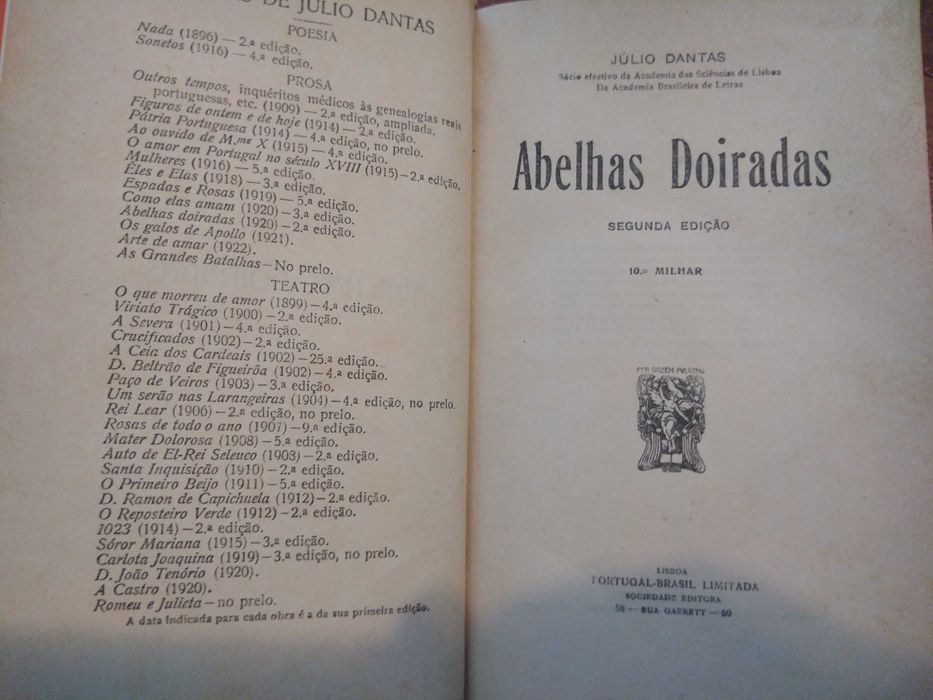 DE JÚLIO DANTAS
POESIA
Nada (1896) — 2.ª edição.
Sonetos (1916) — 4.ª edição.
PROSA
Outros tempos, inquéritos médicos às genealogias reais
portuguesas, etc. (1909) — 2.ª edição, ampliada.
Figuras de ontem e de hoje (1914) — 2.ª edição.
Pátria Portuguesa (1914) — 4.ª edição, no prelo.
Ao ouvido de M.me X (1915) — 4.ª edição.
O amor em Portugal no século XVIII (1915) — 2.ª edição.
Mulheres (1916) — 5.ª edição.
Êles e Elas (1918) — 3.ª edição.
Espadas e Rosas (1919) — 5.ª edição.
Como elas amam (1920) — 3.ª edição.
Abelhas doiradas (1920) — 2.ª edição.
Os galos de Apollo (1921).
Arte de amar (1922).
As Grandes Batalhas — No prelo.
TEATRO
O que morreu de amor (1899) — 4.ª edição.
Viriato Trágico (1900) — 2.ª edição.
A Severa (1901) — 4.ª edição.
Crucificados (1902) — 2.ª edição.
A Ceia dos Cardeais (1902) — 25.ª edição.
D. Beltrão de Figueirôa (1902) — 4.ª edição.
Paço de Veiros (1903) — 3.ª edição.
Um serão nas Larangeiras (1904) — 4.ª edição, no prelo.
Rei Lear (1906) — 2.ª edição, no prelo.
Rosas de todo o ano (1907) — 9.ª edição.
Mater Dolorosa (1908) — 5.ª edição.
Auto de El-Rei Seleuco (1908) — 2.ª edição.
Santa Inquisição (1910) — 2.ª edição.
O Primeiro Beijo (1911) — 5.ª edição.
D. Ramon de Capichuela (1912) — 2.ª edição.
O Reposteiro Verde (1912) — 2.ª edição.
1023 (1914) — 2.ª edição.
Sóror Mariana (1915) — 3.ª edição.
Carlota Joaquina (1919) — 3.ª edição, no prelo.
D. João Tenório (1920).
A Castro (1920).
Romeu e Julieta — no prelo.
A data indicada para cada obra é a da sua primeira edição.
JÚLIO DANTAS
Sócio efectivo da Academia das Sciências de Lisboa
Da Academia Brasileira de Letras
Abelhas Doiradas
SEGUNDA EDIÇÃO
10.º MILHAR
POR ORDEM
LISBOA
PORTUGAL-BRASIL LIMITADA
SOCIEDADE EDITORA
58 — RUA GARRETT — 60